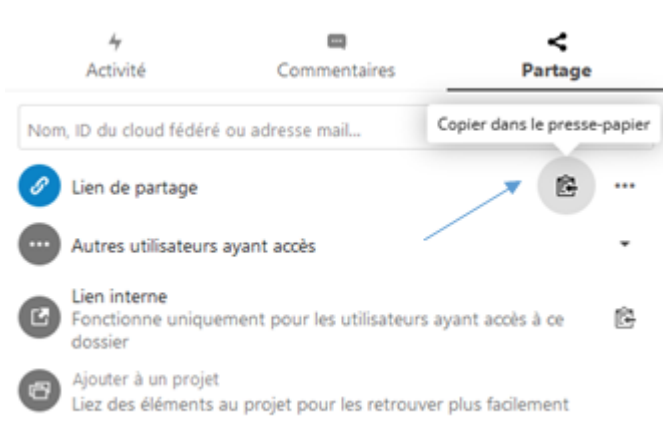 Activité
Commentaires
Partage
Nom, ID du cloud fédéré ou adresse mail...
Copier dans le presse-papier
Lien de partage
Autres utilisateurs ayant accès
Lien interne
Fonctionne uniquement pour les utilisateurs ayant accès à ce
dossier
Ajouter à un projet
Liez des éléments au projet pour les retrouver plus facilement